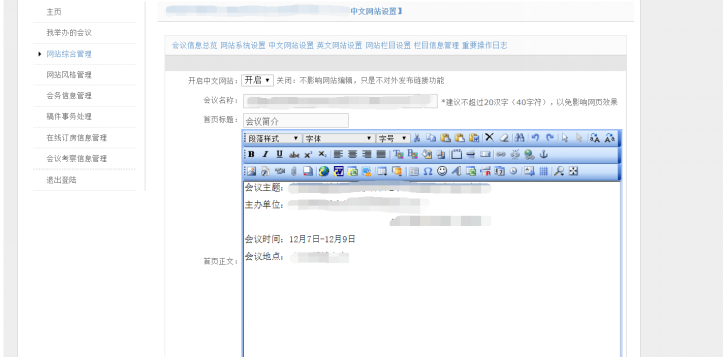 主页
我举办的会议
网站综合管理
网站风格管理
会务信息管理
稿件事务处理
在线订房信息管理
会议考察信息管理
退出登陆
中文网站设置】
会议信息总览 网站系统设置 中文网站设置 英文网站设置 网站栏目设置 栏目信息管理 重要操作日志
开启中文网站： 开启 关闭：不影响网站编辑，只是不对外发布链接功能
会议名称： *建议不超过20汉字（40字符），以免影响网页效果
首页标题： 会议简介
段落样式 字体 字号
首页正文：
会议主题：
主办单位：
会议时间：12月7日-12月9日
会议地点：